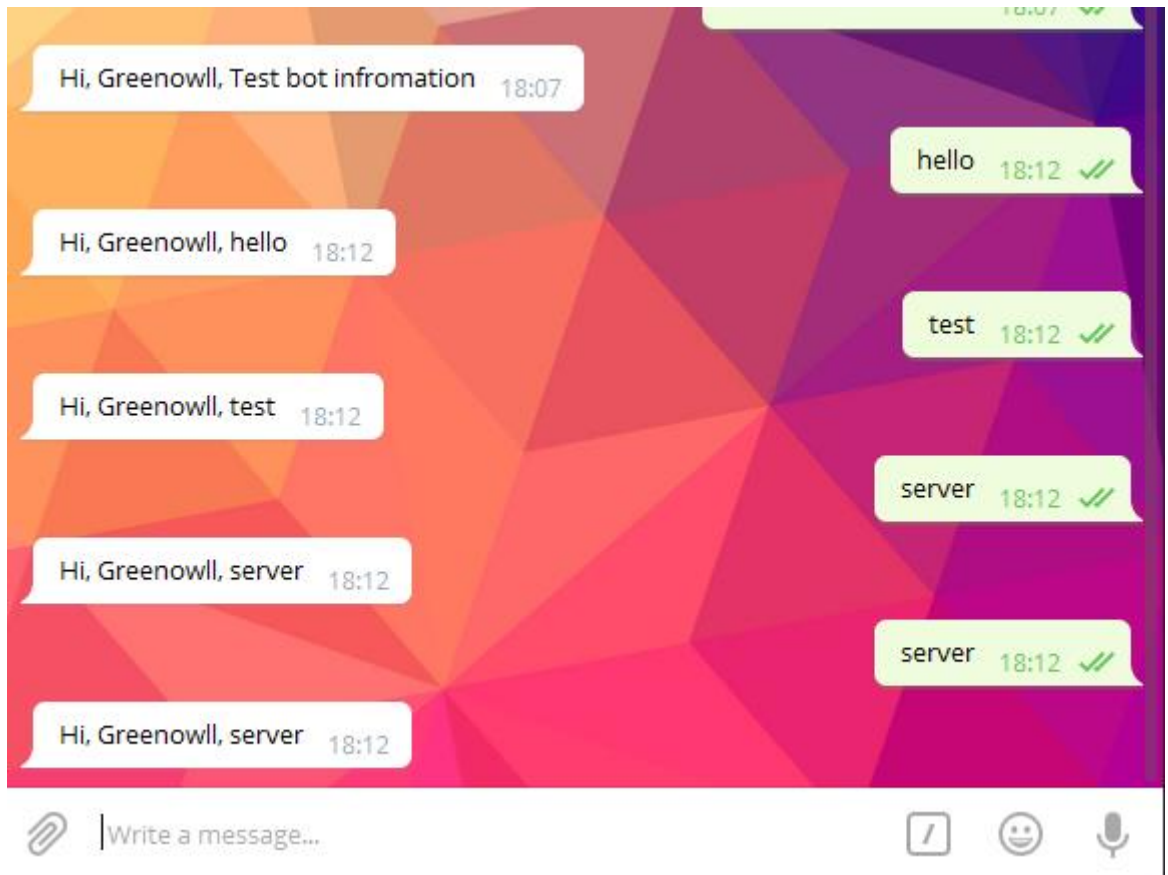 18:07
Hi, Greenowll, Test bot infromation 18:07
hello 18:12
Hi, Greenowll, hello 18:12
test 18:12
Hi, Greenowll, test 18:12
server 18:12
Hi, Greenowll, server 18:12
server 18:12
Hi, Greenowll, server 18:12
Write a message...